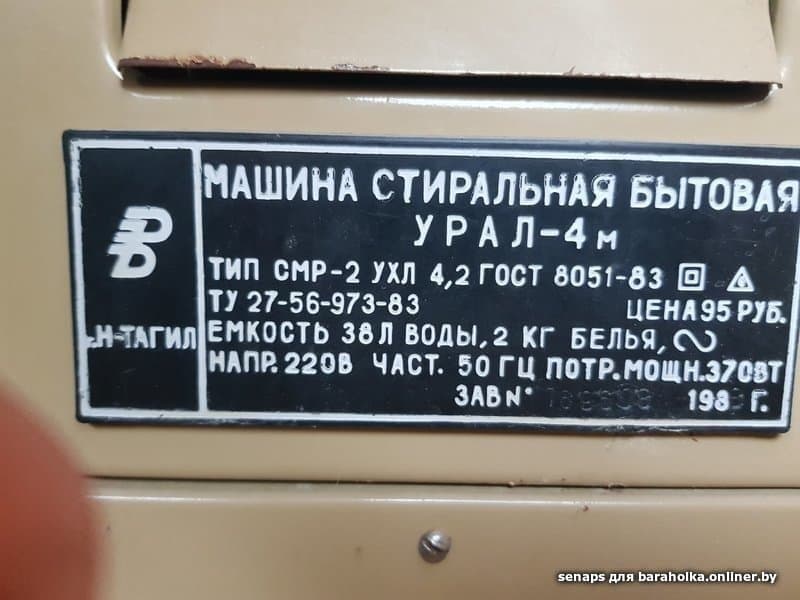 МАШИНА СТИРАЛЬНАЯ БЫТОВАЯ
УРАЛ-4м
ТИП СМР-2 УХЛ 4,2 ГОСТ 8051-83
ТУ 27-56-973-83 ЦЕНА 95 РУБ.
Н-ТАГИЛ
ЕМКОСТЬ 38Л ВОДЫ, 2 КГ БЕЛЬЯ, ~
НАПР. 220В ЧАСТ. 50 ГЦ ПОТР. МОЩН. 370ВТ
ЗАВ N° 198 Г.
senaps для baraholka.onliner.by